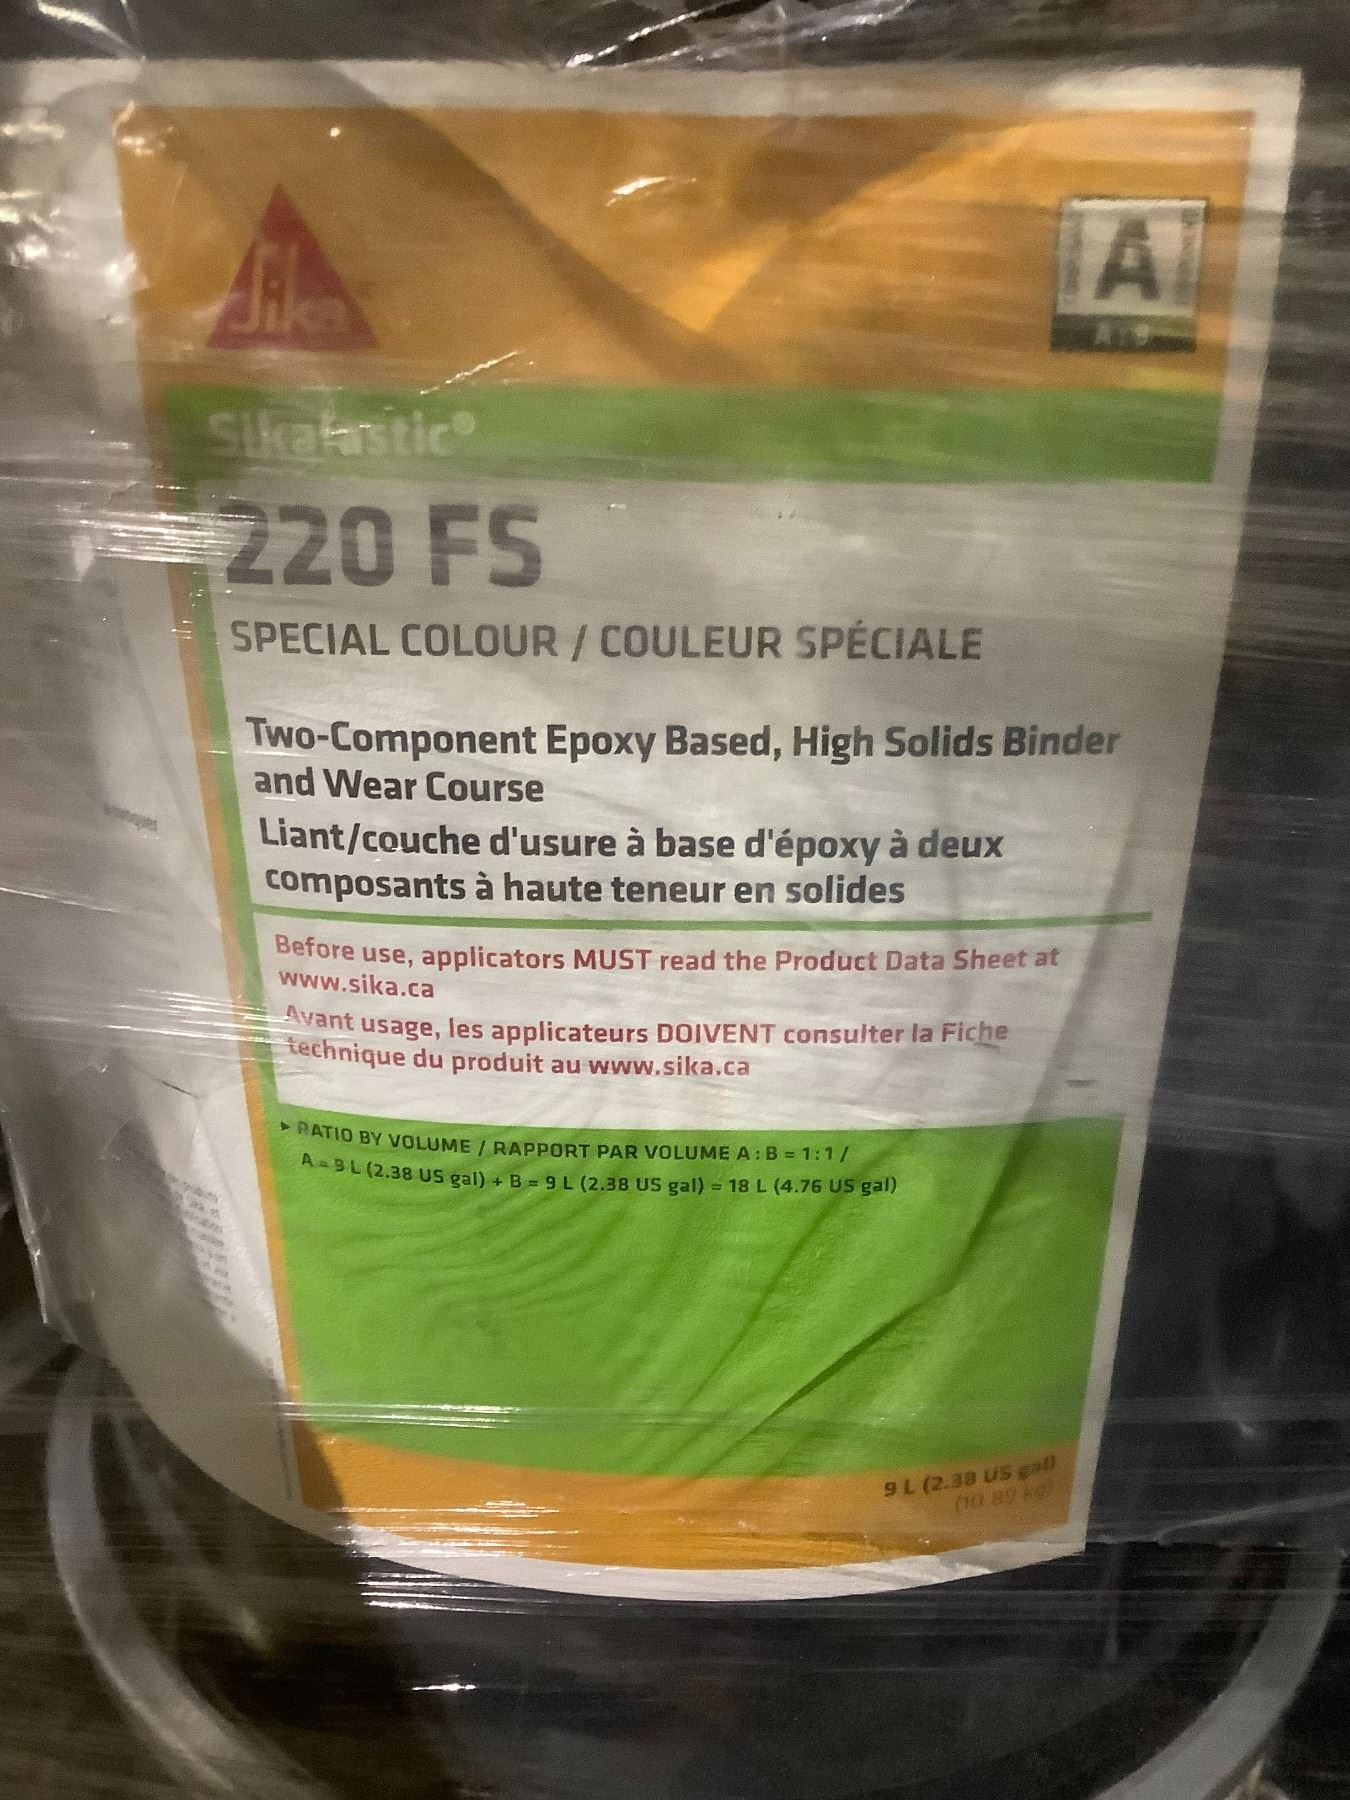 Sika
A
A+B
Sikalastic®
220 FS
SPECIAL COLOUR / COULEUR SPÉCIALE
Two-Component Epoxy Based, High Solids Binder
and Wear Course
Liant/couche d'usure à base d'époxy à deux
composants à haute teneur en solides
Before use, applicators MUST read the Product Data Sheet at
www.sika.ca
Avant usage, les applicateurs DOIVENT consulter la Fiche
technique du produit au www.sika.ca
▸ RATIO BY VOLUME / RAPPORT PAR VOLUME A : B = 1 : 1 /
A = 9 L (2.38 US gal) + B = 9 L (2.38 US gal) = 18 L (4.76 US gal)
9 L (2.38 US gal)
(10.89 kg)